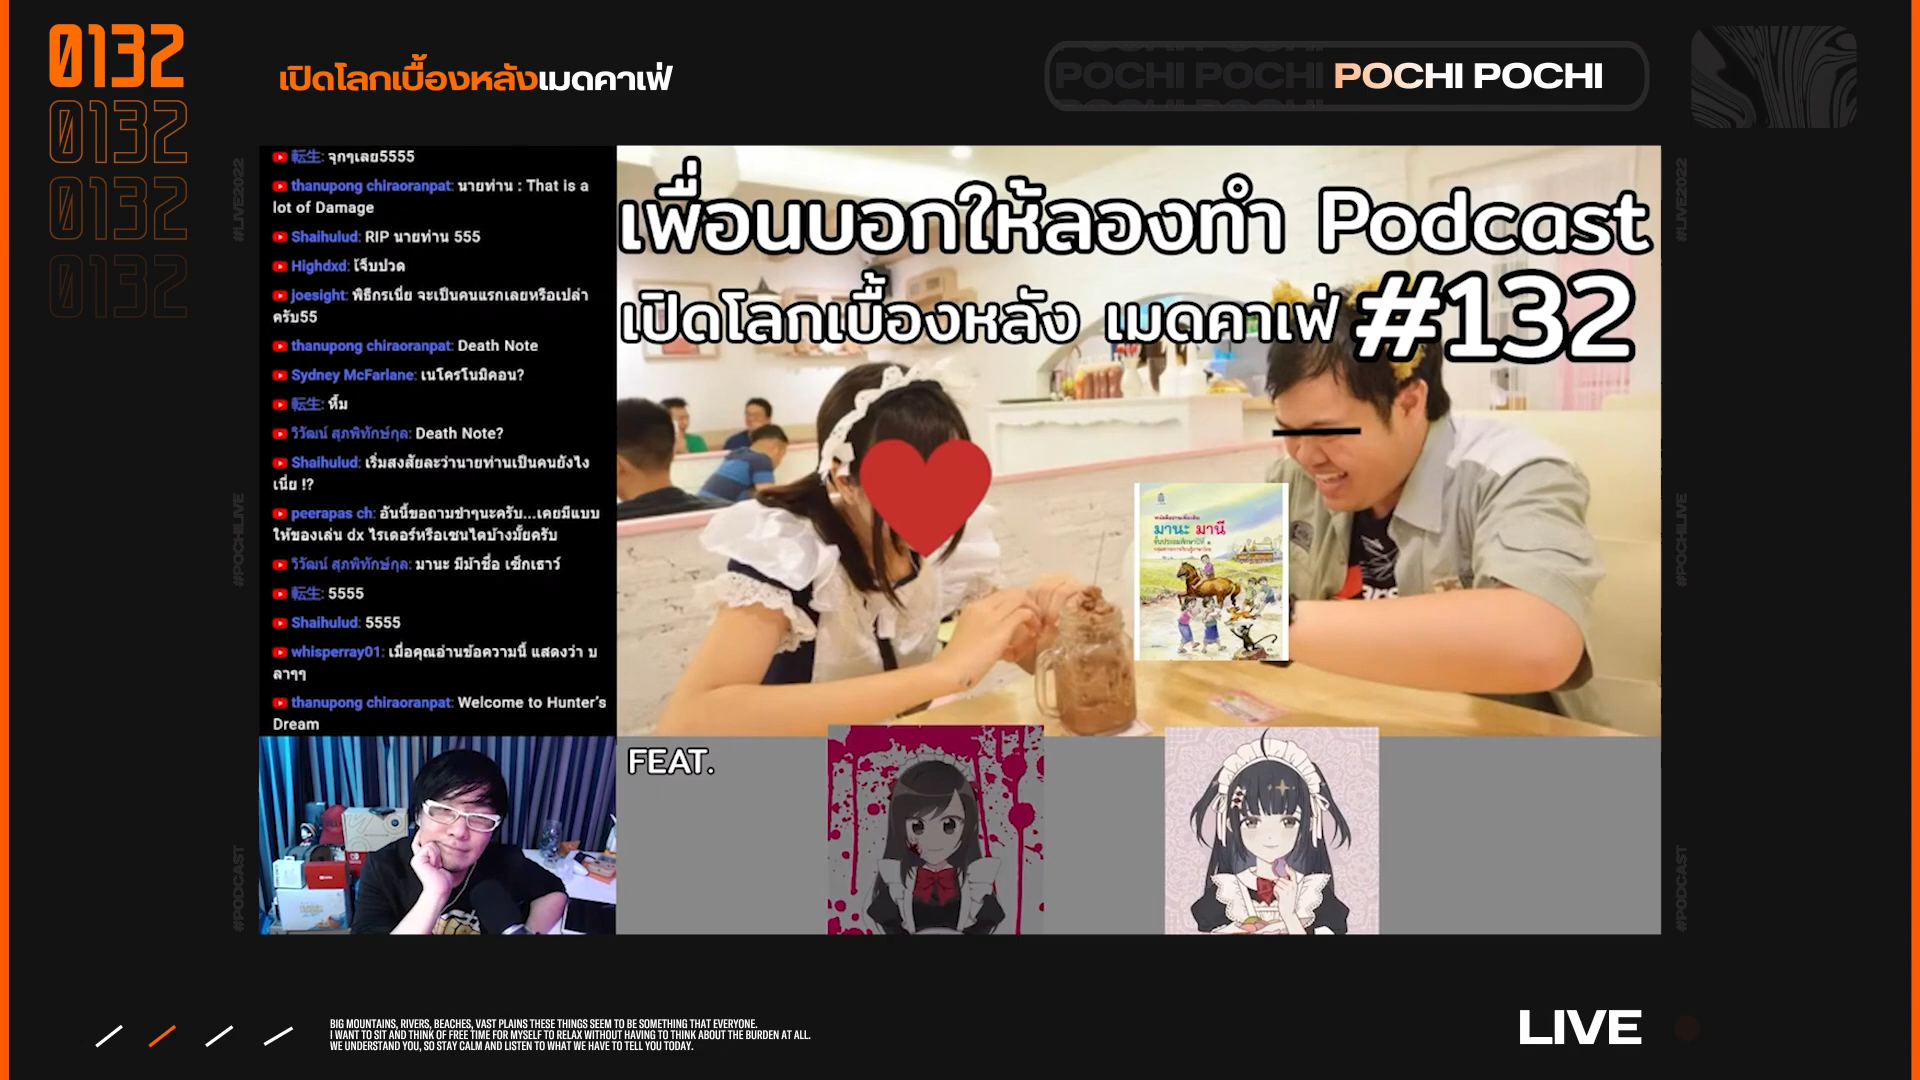 0132
0132
0132
0132
เปิดโลกเบื้องหลังเมดคาเฟ่
POCHI POCHI POCHI POCHI
#LIVE2022
#POCHILIVE
#PODCAST
転生: จุกๆเลย5555
thanupong chiraoranpat: นายท่าน : That is a
lot of Damage
Shaihulud: RIP นายท่าน 555
Highdxd: เจ็บปวด
joesight: พิธีกรเนี่ย จะเป็นคนแรกเลยหรือเปล่า
ครับ55
thanupong chiraoranpat: Death Note
Sydney McFarlane: เนโครโนมิคอน?
転生: หึ้ม
วิวัฒน์ สุภพิทักษ์กุล: Death Note?
Shaihulud: เริ่มสงสัยละว่านายท่านเป็นคนยังไง
เนี่ย !?
peerapas ch: อันนี้ขอถามขำๆนะครับ...เคยมีแบบ
ให้ของเล่น dx ไรเดอร์หรือเซนไตบ้างมั้ยครับ
วิวัฒน์ สุภพิทักษ์กุล: มานะ มีม้าชื่อ เซ็กเธาว์
転生: 5555
Shaihulud: 5555
whisperray01: เมื่อคุณอ่านข้อความนี้ แสดงว่า บ
ลาๆๆ
thanupong chiraoranpat: Welcome to Hunter's
Dream
เพื่อนบอกให้ลองทำ Podcast
เปิดโลกเบื้องหลัง เมดคาเฟ่ #132
มานะ มานี
FEAT.
#LIVE2022
#POCHILIVE
#PODCAST
BIG MOUNTAINS, RIVERS, BEACHES, VAST PLAINS THESE THINGS SEEM TO BE SOMETHING THAT EVERYONE.
I WANT TO SIT AND THINK OF FREE TIME FOR MYSELF TO RELAX WITHOUT HAVING TO THINK ABOUT THE BURDEN AT ALL.
WE UNDERSTAND YOU, SO STAY CALM AND LISTEN TO WHAT WE HAVE TO TELL YOU TODAY.
LIVE